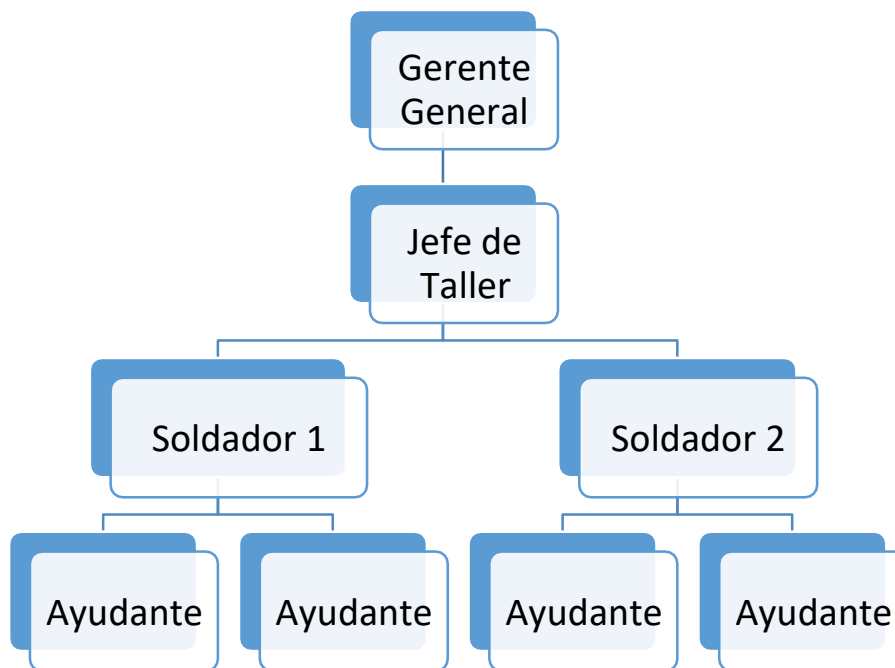 Gerente
General
Jefe de
Taller
Soldador 1
Soldador 2
Ayudante
Ayudante
Ayudante
Ayudante